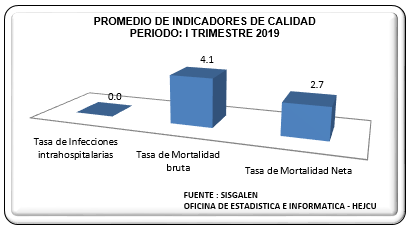 PROMEDIO DE INDICADORES DE CALIDAD
PERIODO: I TRIMESTRE 2019
4.1
2.7
0.0
Tasa de Infecciones
intrahospitalarias
Tasa de Mortalidad
bruta
Tasa de Mortalidad Neta
FUENTE : SISGALEN
OFICINA DE ESTADISTICA E INFORMATICA - HEJCU